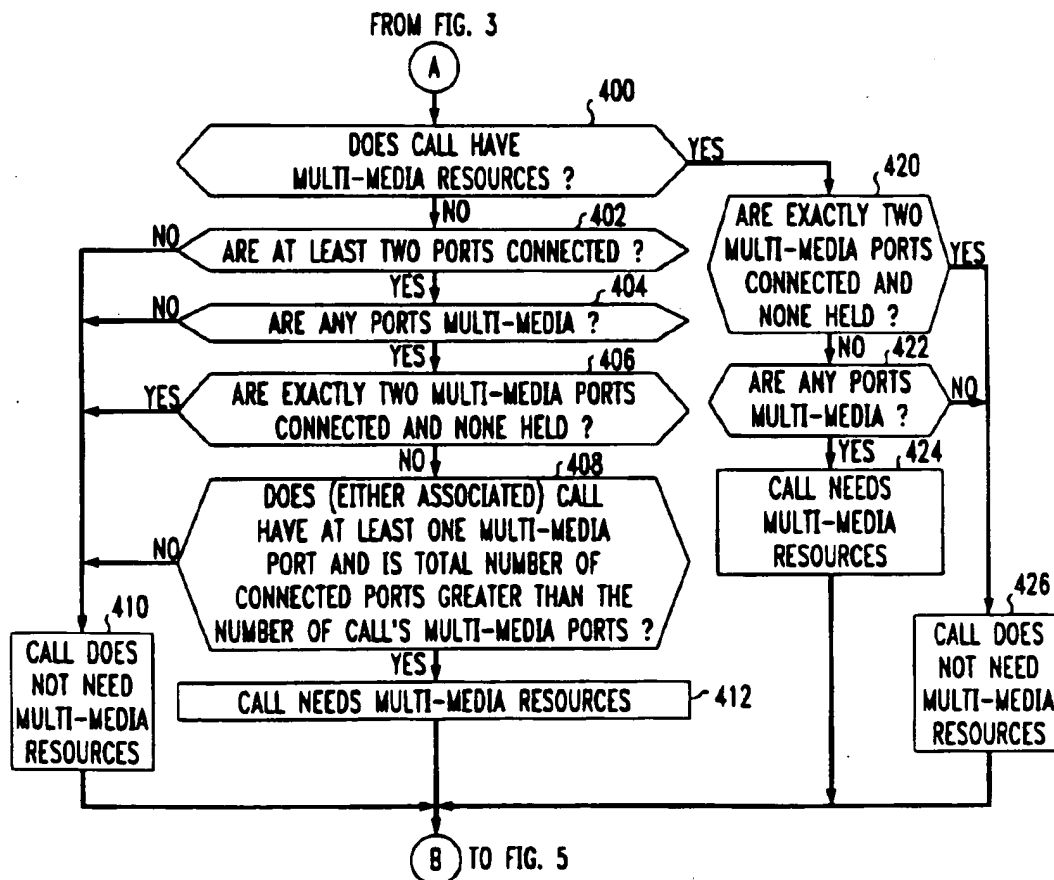 FROM FIG. 3
A
400
DOES CALL HAVE
MULTI-MEDIA RESOURCES ?
YES
NO
402
ARE AT LEAST TWO PORTS CONNECTED ?
NO
YES
404
ARE ANY PORTS MULTI-MEDIA ?
NO
YES
406
ARE EXACTLY TWO MULTI-MEDIA PORTS
CONNECTED AND NONE HELD ?
YES
NO
408
DOES (EITHER ASSOCIATED) CALL
HAVE AT LEAST ONE MULTI-MEDIA
PORT AND IS TOTAL NUMBER OF
CONNECTED PORTS GREATER THAN THE
NUMBER OF CALL'S MULTI-MEDIA PORTS ?
NO
YES
410
CALL DOES
NOT NEED
MULTI-MEDIA
RESOURCES
CALL NEEDS MULTI-MEDIA RESOURCES
412
420
ARE EXACTLY TWO
MULTI-MEDIA PORTS
CONNECTED AND
NONE HELD ?
YES
NO
422
ARE ANY PORTS
MULTI-MEDIA ?
NO
YES
424
CALL NEEDS
MULTI-MEDIA
RESOURCES
426
CALL DOES
NOT NEED
MULTI-MEDIA
RESOURCES
B
TO FIG. 5